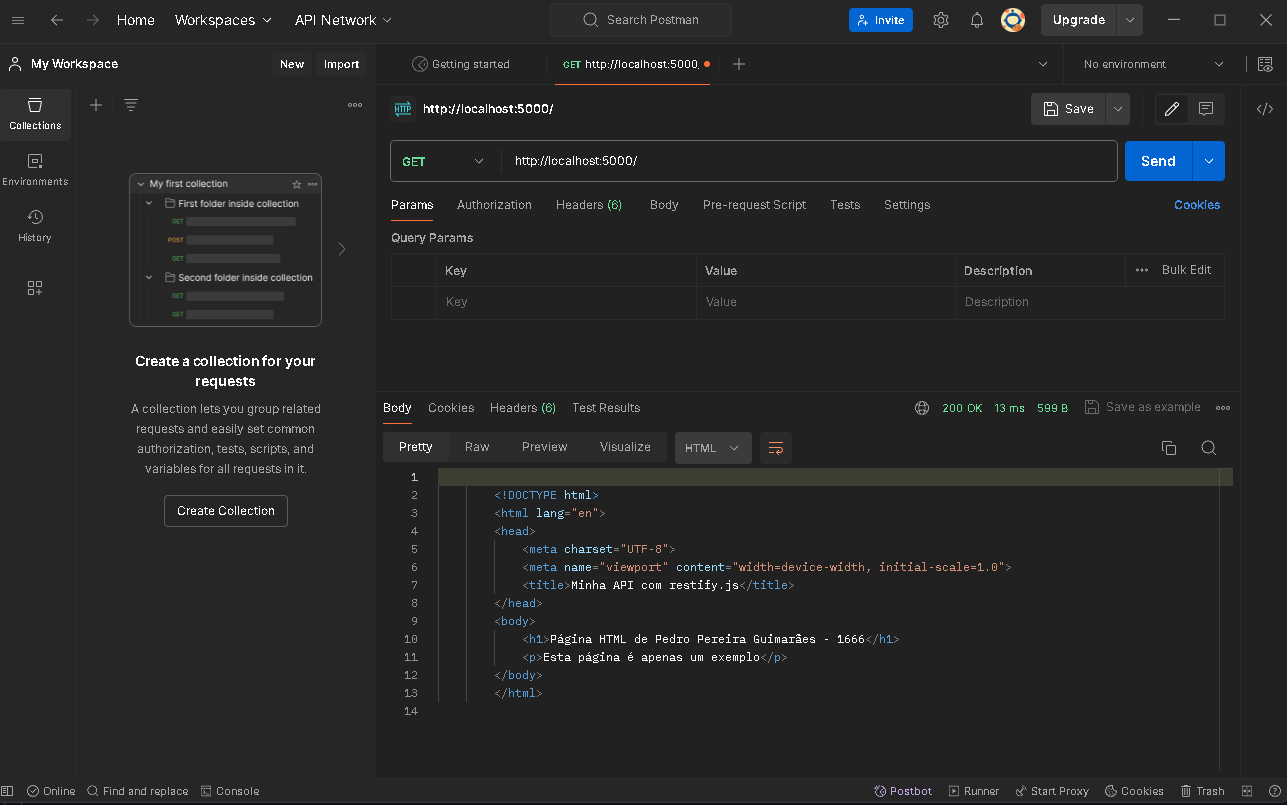 Home Workspaces API Network Search Postman Invite Upgrade
My Workspace New Import
Getting started GET http://localhost:5000, No environment
Collections
Environments
History
My first collection
First folder inside collection
GET
POST
GET
Second folder inside collection
GET
GET
Create a collection for your
requests
A collection lets you group related
requests and easily set common
authorization, tests, scripts, and
variables for all requests in it.
Create Collection
HTTP http://localhost:5000/ Save
GET http://localhost:5000/ Send
Params Authorization Headers (6) Body Pre-request Script Tests Settings Cookies
Query Params
Key Value Description Bulk Edit
Key Value Description
Body Cookies Headers (6) Test Results 200 OK 13 ms 599 B Save as example
Pretty Raw Preview Visualize HTML
1
2 <!DOCTYPE html>
3 <html lang="en">
4 <head>
5 <meta charset="UTF-8">
6 <meta name="viewport" content="width=device-width, initial-scale=1.0">
7 <title>Minha API com restify.js</title>
8 </head>
9 <body>
10 <h1>Página HTML de Pedro Pereira Guimarães - 1666</h1>
11 <p>Esta página é apenas um exemplo</p>
12 </body>
13 </html>
14
Online Find and replace Console Postbot Runner Start Proxy Cookies Trash